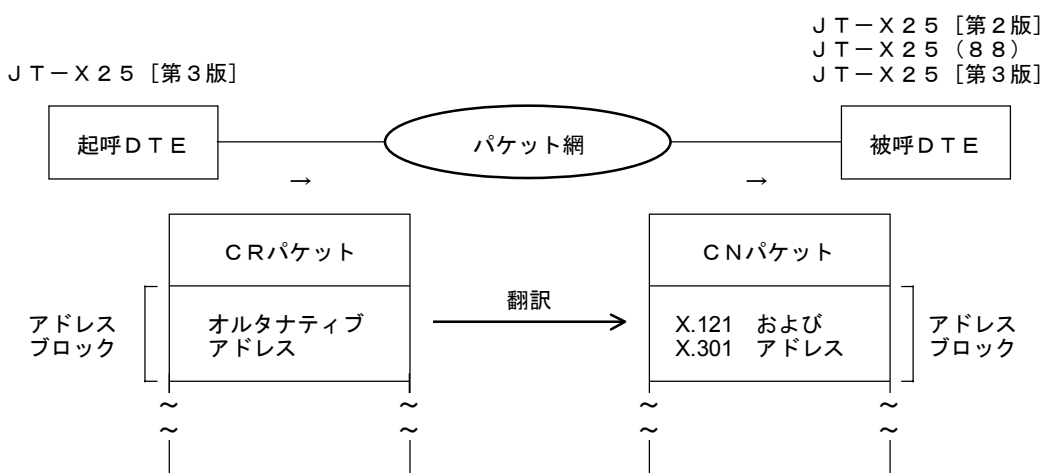 JT-X25［第2版］
JT-X25（88）
JT-X25［第3版］
JT-X25［第3版］
起呼DTE
パケット網
被呼DTE
→
→
CRパケット
CNパケット
アドレス
ブロック
オルタナティブ
アドレス
翻訳
X.121 および
X.301 アドレス
アドレス
ブロック
～ ～ ～ ～
～ ～ ～ ～